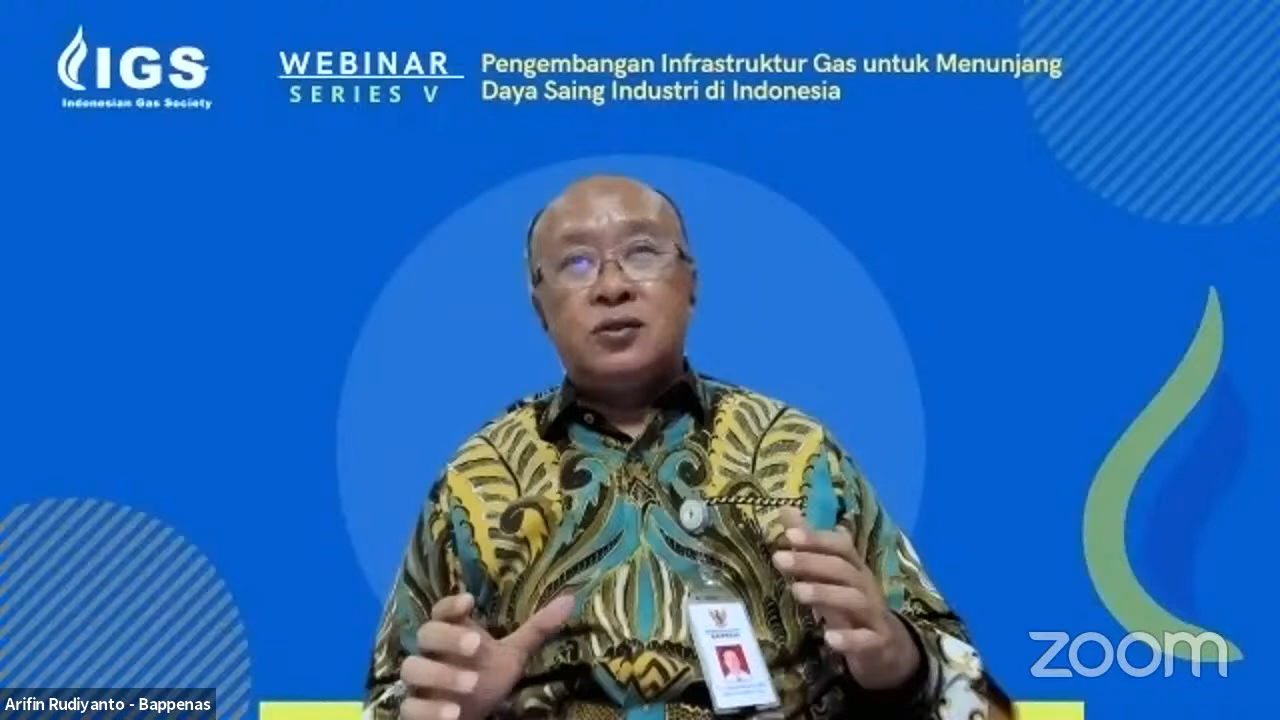 IGS
Indonesian Gas Society
WEBINAR
SERIES V
Pengembangan Infrastruktur Gas untuk Menunjang
Daya Saing Industri di Indonesia
zoom
Arifin Rudiyanto - Bappenas